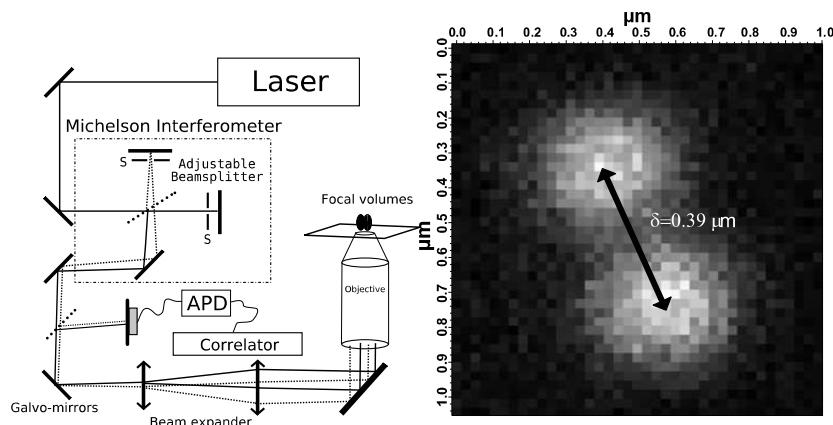 Laser
Michelson Interferometer
S
Adjustable
Beamsplitter
S
Focal volumes
Objective
APD
Correlator
Galvo-mirrors
Beam expander
µm
0.0 0.1 0.2 0.3 0.4 0.5 0.6 0.7 0.8 0.9 1.0
µm
0.0 0.1 0.2 0.3 0.4 0.5 0.6 0.7 0.8 0.9 1.0
δ=0.39 µm